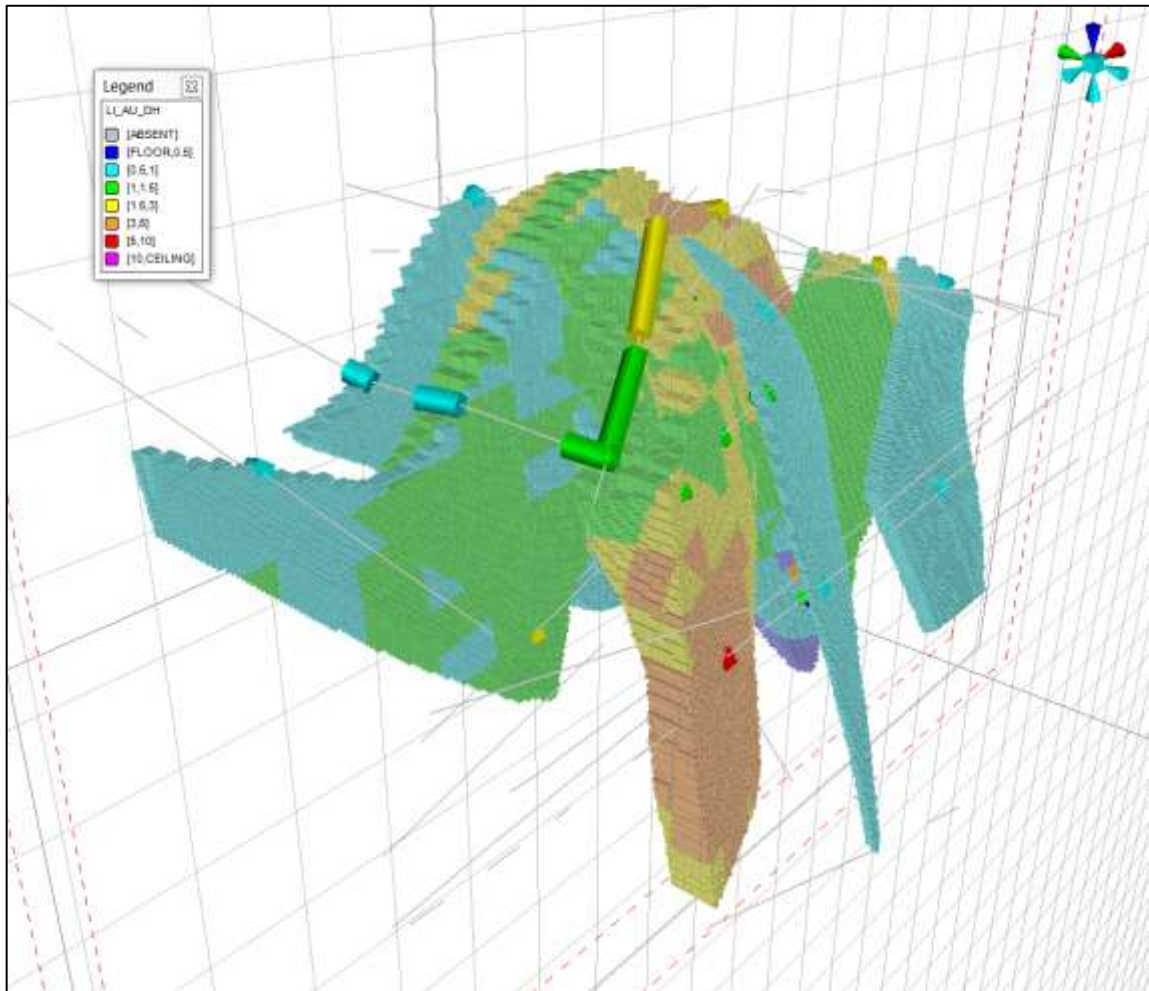 Legend
LI_AU_DH
[ABSENT]
[FLOOR,0.5]
[0.5,1]
[1,1.5]
[1.5,3]
[3,5]
[5,10]
[10,CEILING]